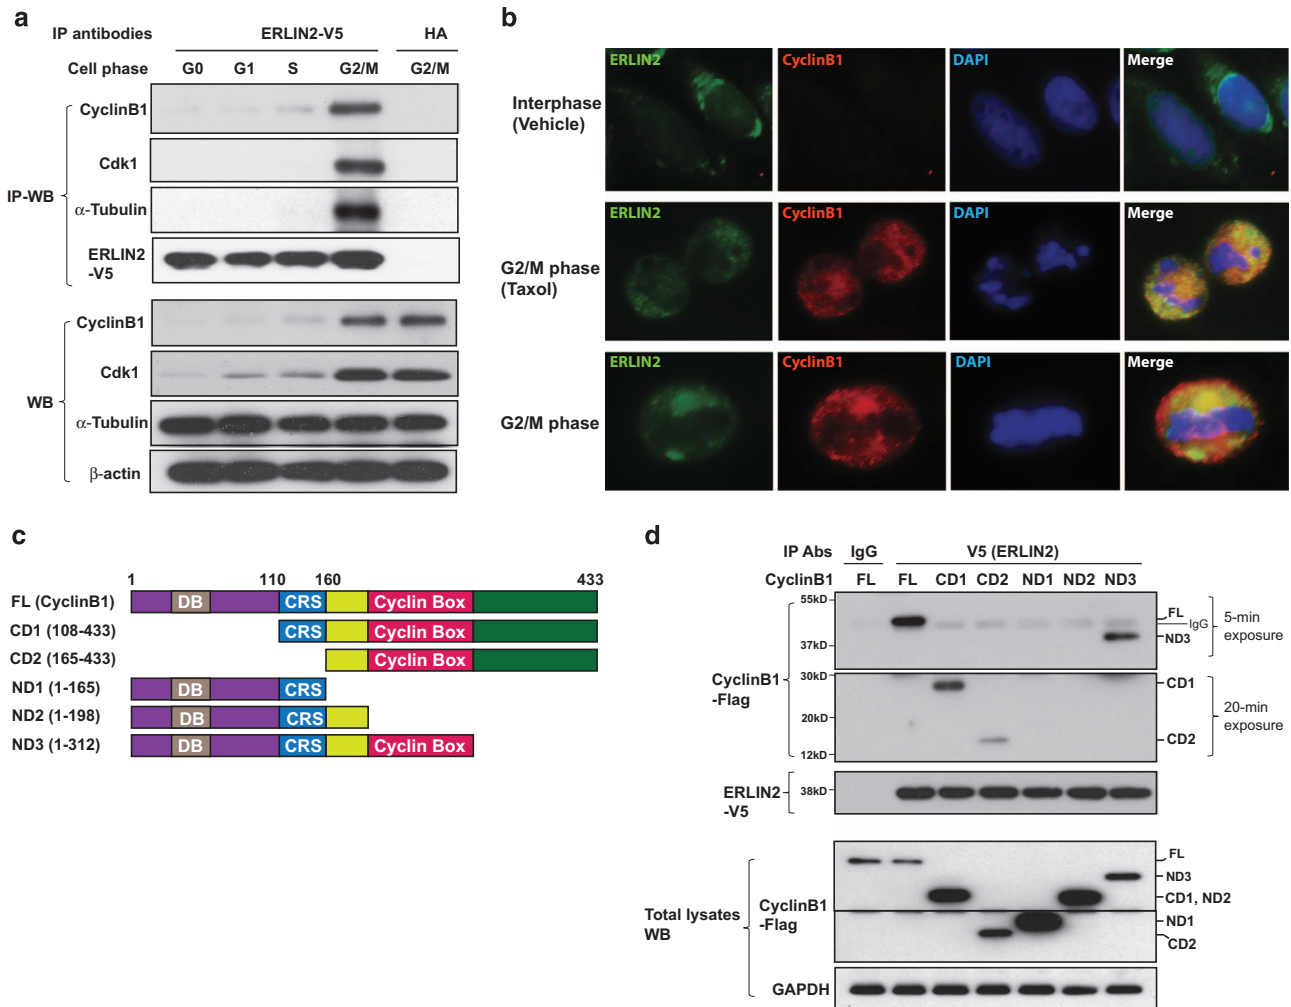 a
IP antibodies ERLIN2-V5 HA
Cell phase G0 G1 S G2/M G2/M
CyclinB1
Cdk1
IP-WB
α-Tubulin
ERLIN2
-V5
CyclinB1
Cdk1
WB
α-Tubulin
β-actin
b
ERLIN2 CyclinB1 DAPI Merge
Interphase
(Vehicle)
ERLIN2 CyclinB1 DAPI Merge
G2/M phase
(Taxol)
ERLIN2 CyclinB1 DAPI Merge
G2/M phase
c
1 110 160 433
FL (CyclinB1) DB CRS Cyclin Box
CD1 (108-433) CRS Cyclin Box
CD2 (165-433) Cyclin Box
ND1 (1-165) DB CRS
ND2 (1-198) DB CRS
ND3 (1-312) DB CRS Cyclin Box
d
IP Abs IgG V5 (ERLIN2)
CyclinB1 FL FL CD1 CD2 ND1 ND2 ND3
55kD
FL
IgG
ND3
5-min
exposure
37kD
CyclinB1
-Flag
30kD
CD1
20kD
20-min
exposure
CD2
12kD
ERLIN2
-V5
38kD
FL
ND3
CD1, ND2
CyclinB1
-Flag
Total lysates
WB
ND1
CD2
GAPDH